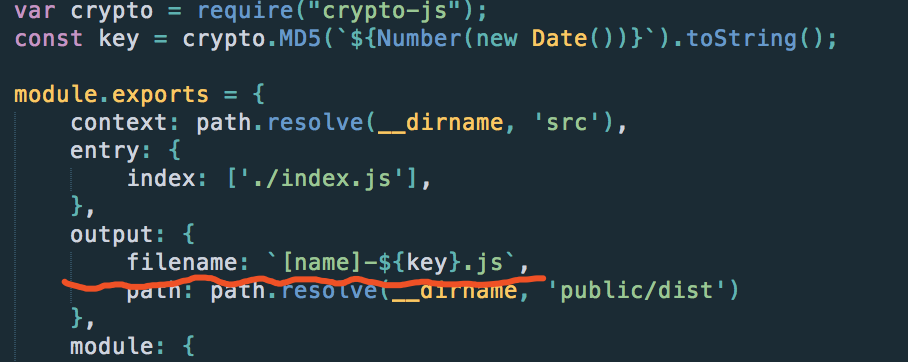 var crypto = require("crypto-js");
const key = crypto.MD5(`${Number(new Date())}`).toString();
module.exports = {
context: path.resolve(__dirname, 'src'),
entry: {
index: ['./index.js'],
},
output: {
filename: `[name]-${key}.js`,
path: path.resolve(__dirname, 'public/dist')
},
module: {